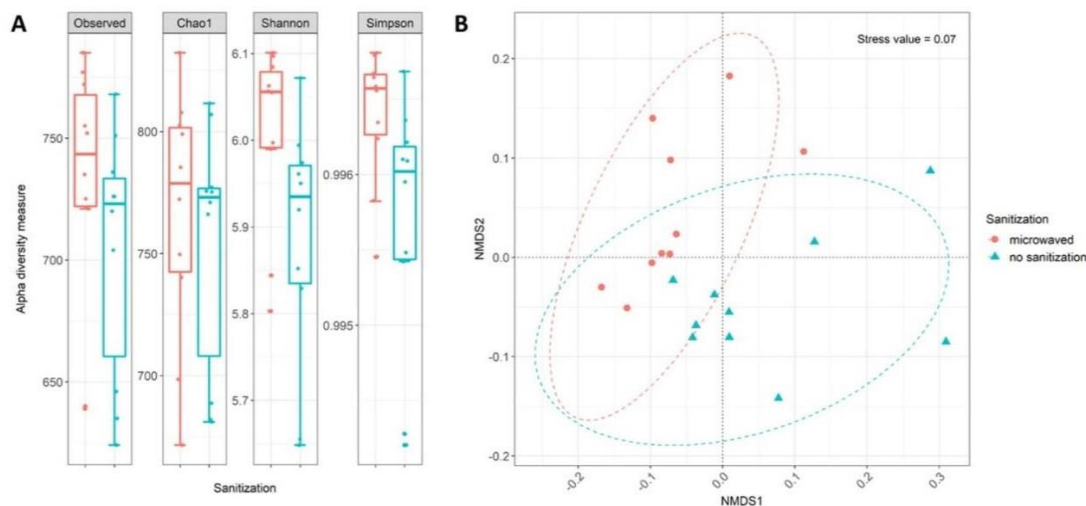 A
Observed
Chao1
Shannon
Simpson
Alpha diversity measure
750
700
650
800
750
700
6.1
6.0
5.9
5.8
5.7
0.996
0.995
Sanitization
B
Stress value = 0.07
NMDS2
0.2
0.1
0.0
-0.1
-0.2
-0.2
-0.1
0.0
0.1
0.2
0.3
NMDS1
Sanitization
microwaved
no sanitization